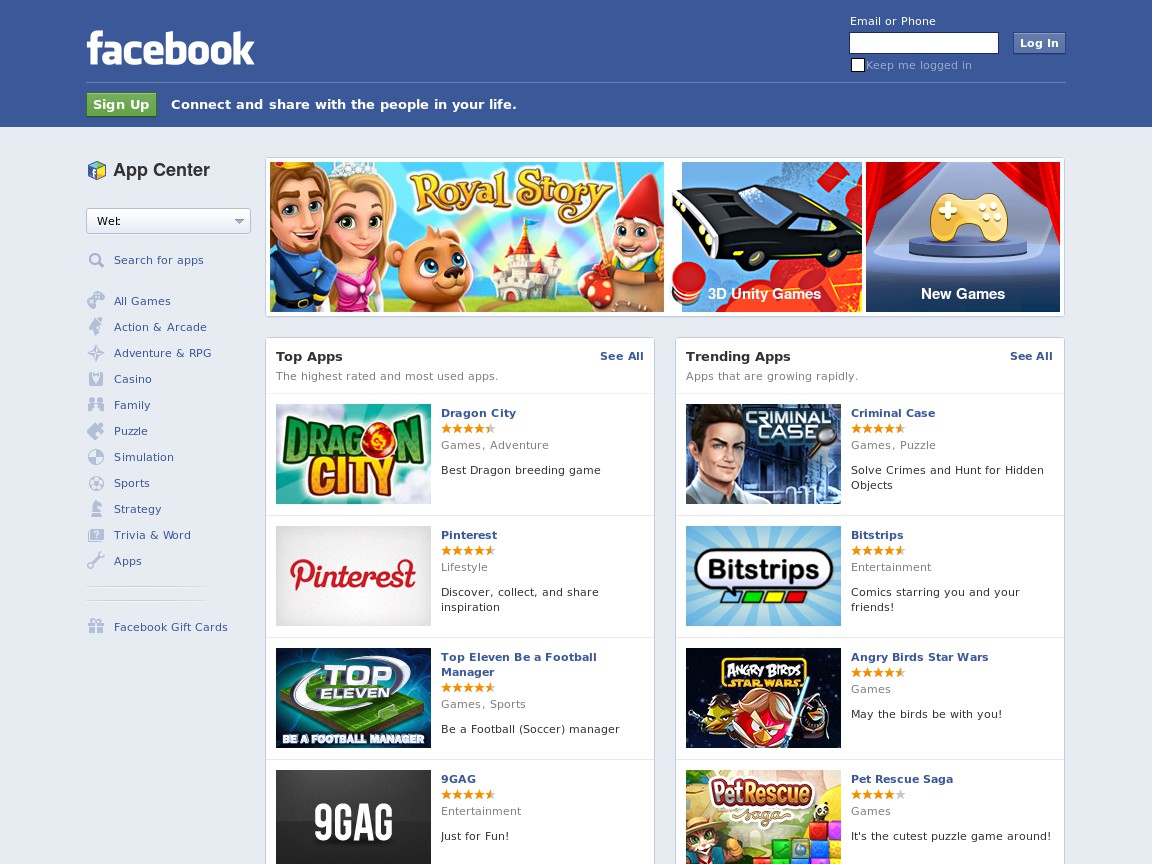 facebook
Email or Phone
Log In
Keep me logged in
Sign Up
Connect and share with the people in your life.
App Center
Web
Search for apps
All Games
Action & Arcade
Adventure & RPG
Casino
Family
Puzzle
Simulation
Sports
Strategy
Trivia & Word
Apps
Facebook Gift Cards
Royal Story
3D Unity Games
New Games
Top Apps
See All
The highest rated and most used apps.
DRAGON
CITY
Dragon City
Games, Adventure
Best Dragon breeding game
Pinterest
Pinterest
Lifestyle
Discover, collect, and share
inspiration
TOP
ELEVEN
BE A FOOTBALL MANAGER
Top Eleven Be a Football
Manager
Games, Sports
Be a Football (Soccer) manager
9GAG
9GAG
Entertainment
Just for Fun!
Trending Apps
See All
Apps that are growing rapidly.
CRIMINAL
CASE
Criminal Case
Games, Puzzle
Solve Crimes and Hunt for Hidden
Objects
Bitstrips
Bitstrips
Entertainment
Comics starring you and your
friends!
ANGRY BIRDS
STAR WARS
Angry Birds Star Wars
Games
May the birds be with you!
Pet Rescue
saga
Pet Rescue Saga
Games
It's the cutest puzzle game around!